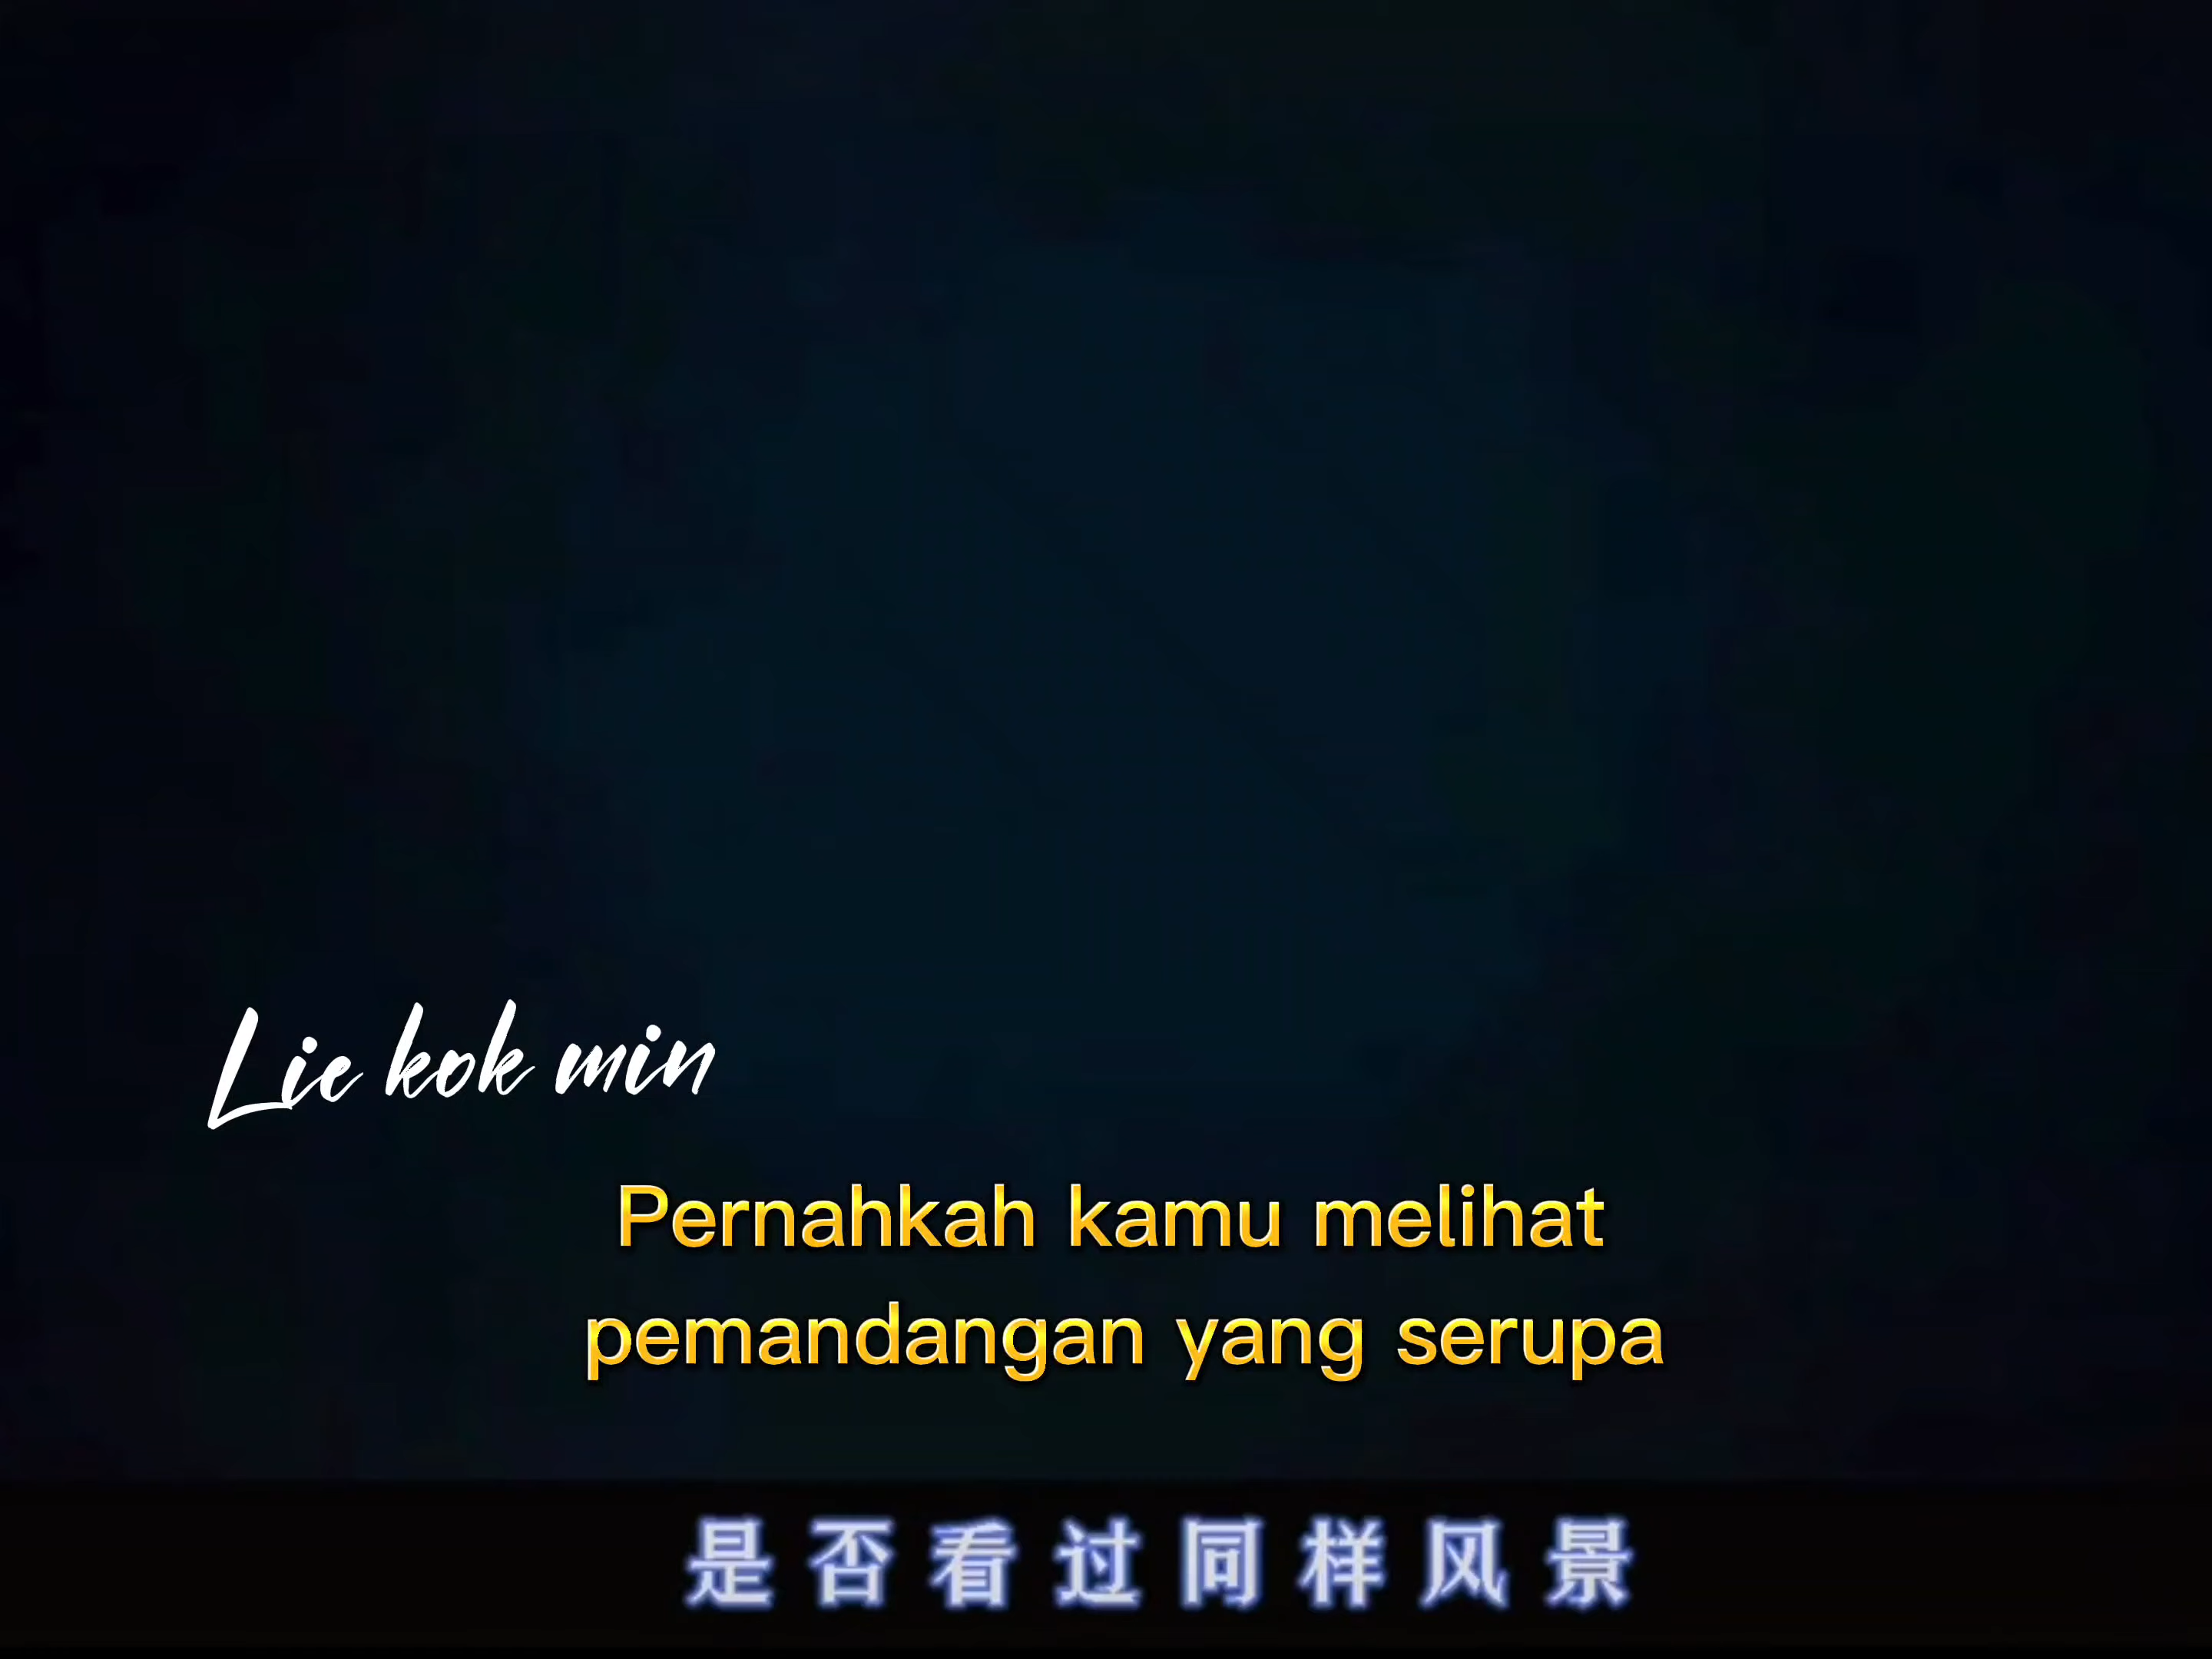 Lie kok min
Pernahkah kamu melihat
pemandangan yang serupa
是否看过同样风景